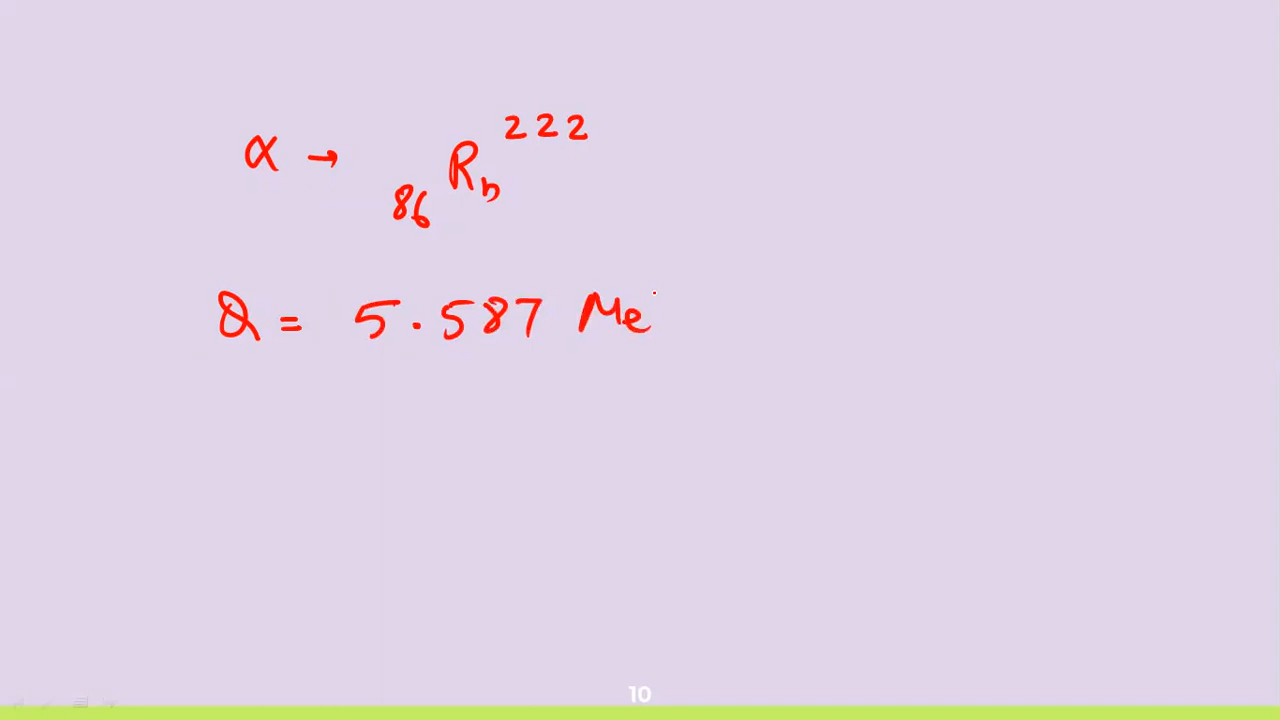 α → ₈₆Rn²²²
Q = 5.587 Me
10